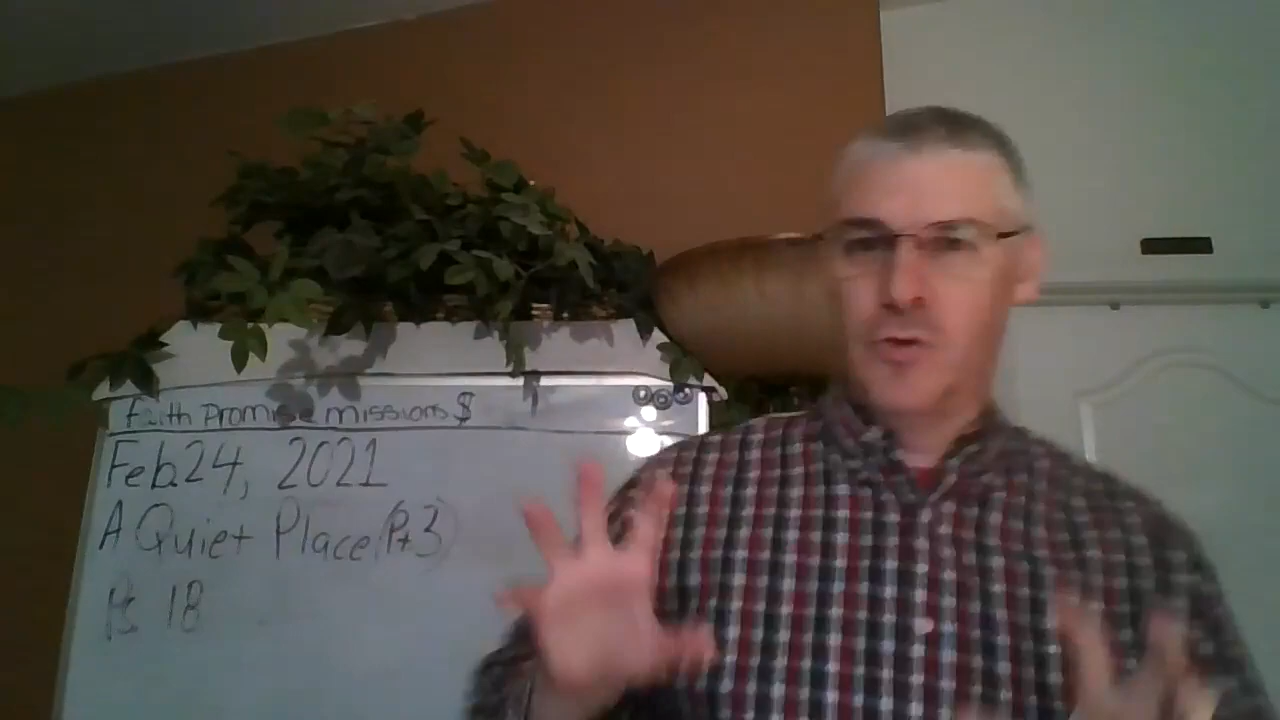 Faith Promise missions $
Feb.24, 2021
A Quiet Place (Pt 3)
Ps 18